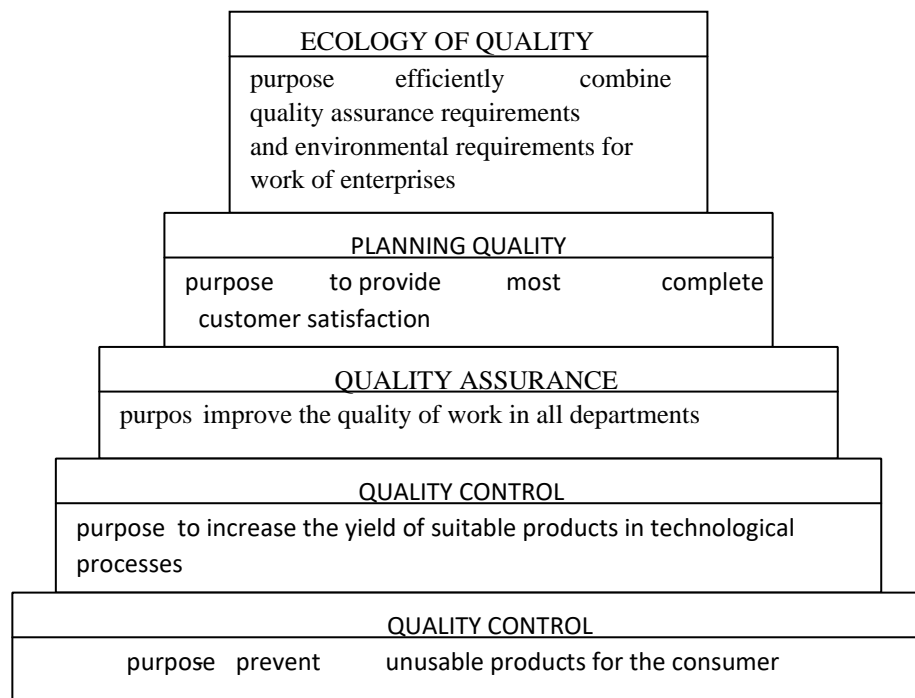 ECOLOGY OF QUALITY
purpose efficiently combine
quality assurance requirements
and environmental requirements for
work of enterprises
PLANNING QUALITY
purpose to provide most complete
customer satisfaction
QUALITY ASSURANCE
purpos improve the quality of work in all departments
QUALITY CONTROL
purpose to increase the yield of suitable products in technological
processes
QUALITY CONTROL
purpose prevent unusable products for the consumer